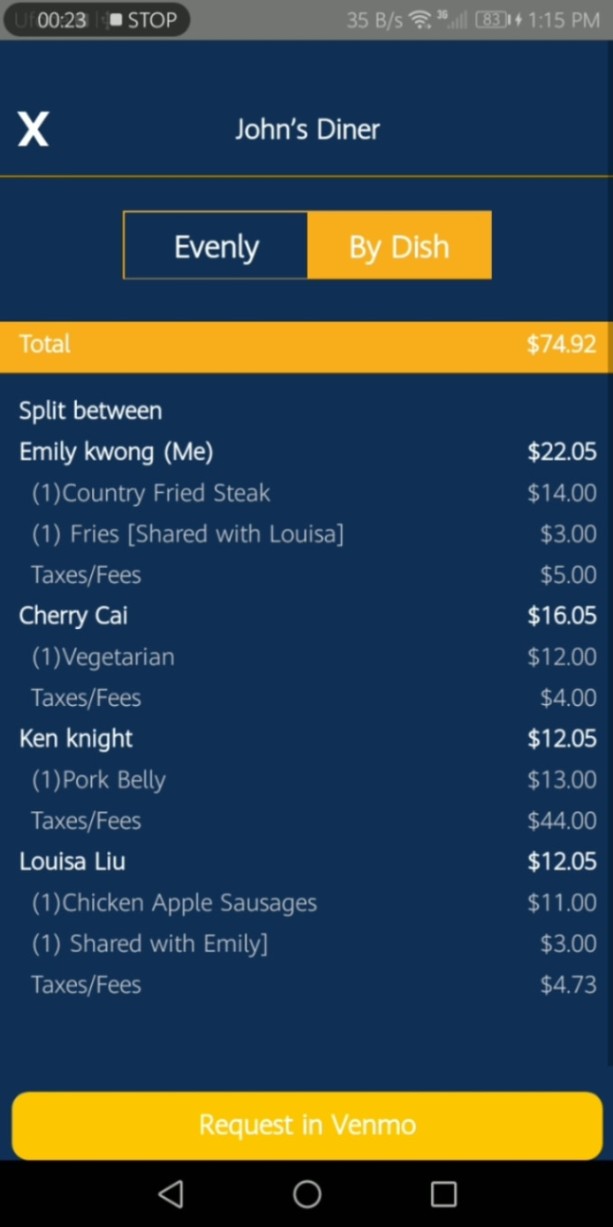 00:23 STOP 35 B/s 83 1:15 PM
X John's Diner
Evenly By Dish
Total $74.92
Split between
Emily kwong (Me) $22.05
(1)Country Fried Steak $14.00
(1) Fries [Shared with Louisa] $3.00
Taxes/Fees $5.00
Cherry Cai $16.05
(1)Vegetarian $12.00
Taxes/Fees $4.00
Ken knight $12.05
(1)Pork Belly $13.00
Taxes/Fees $44.00
Louisa Liu $12.05
(1)Chicken Apple Sausages $11.00
(1) Shared with Emily] $3.00
Taxes/Fees $4.73
Request in Venmo